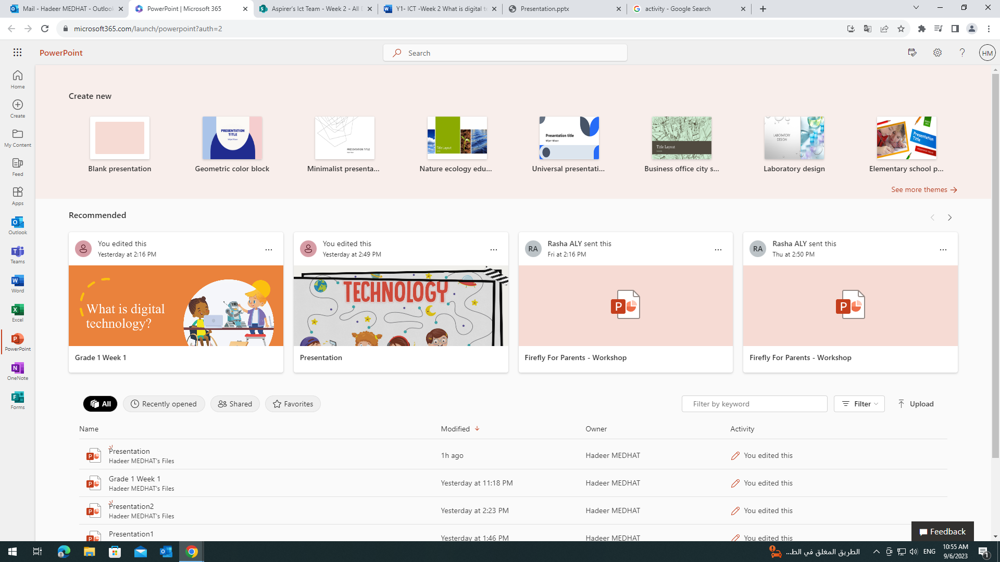 Mail - Hadeer MEDHAT - Outlook
PowerPoint | Microsoft 365
Aspirer's Ict Team - Week 2 - All D
Y1- ICT -Week 2 What is digital te
Presentation.pptx
activity - Google Search
microsoft365.com/launch/powerpoint?auth=2
PowerPoint
Search
HM
Home
Create
My Content
Feed
Apps
Outlook
Teams
Word
Excel
PowerPoint
OneNote
Forms
Create new
PRESENTATION TITLE
Mirjam Nilsson
PRESENTATION TITLE
Title Layout
Presentation title
Mirjam Nilsson
Title Layout
LABORATORY DESIGN
Presentation Title
Blank presentation
Geometric color block
Minimalist presenta...
Nature ecology edu...
Universal presentati...
Business office city s...
Laboratory design
Elementary school p...
See more themes
Recommended
You edited this
Yesterday at 2:16 PM
What is digital
technology?
Grade 1 Week 1
You edited this
Yesterday at 2:49 PM
TECHNOLOGY
Presentation
RA
Rasha ALY sent this
Fri at 2:16 PM
P
Firefly For Parents - Workshop
RA
Rasha ALY sent this
Thu at 2:50 PM
P
Firefly For Parents - Workshop
All
Recently opened
Shared
Favorites
Filter by keyword
Filter
Upload
Name
Modified
Owner
Activity
Presentation
Hadeer MEDHAT's Files
1h ago
Hadeer MEDHAT
You edited this
Grade 1 Week 1
Hadeer MEDHAT's Files
Yesterday at 11:18 PM
Hadeer MEDHAT
You edited this
Presentation2
Hadeer MEDHAT's Files
Yesterday at 2:23 PM
Hadeer MEDHAT
You edited this
Presentation1
Yesterday at 1:46 PM
Hadeer MEDHAT
You edited this
Feedback
الطريق المغلق في الط...
ENG
10:55 AM
9/6/2023
1